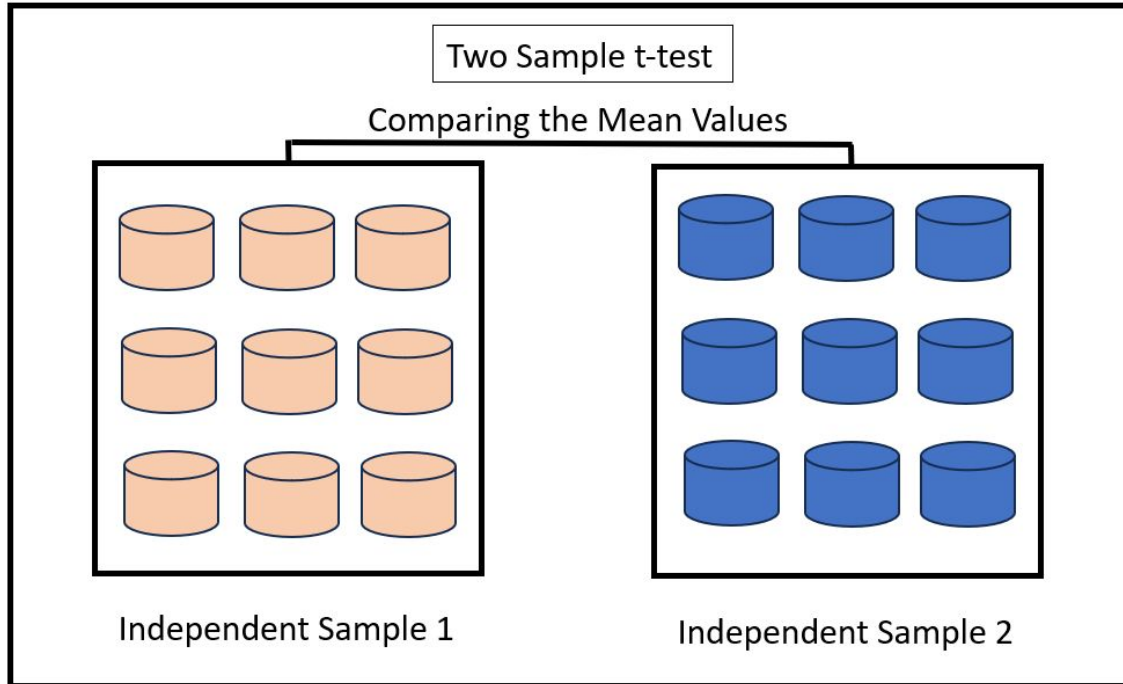 Two Sample t-test
Comparing the Mean Values
Independent Sample 1
Independent Sample 2